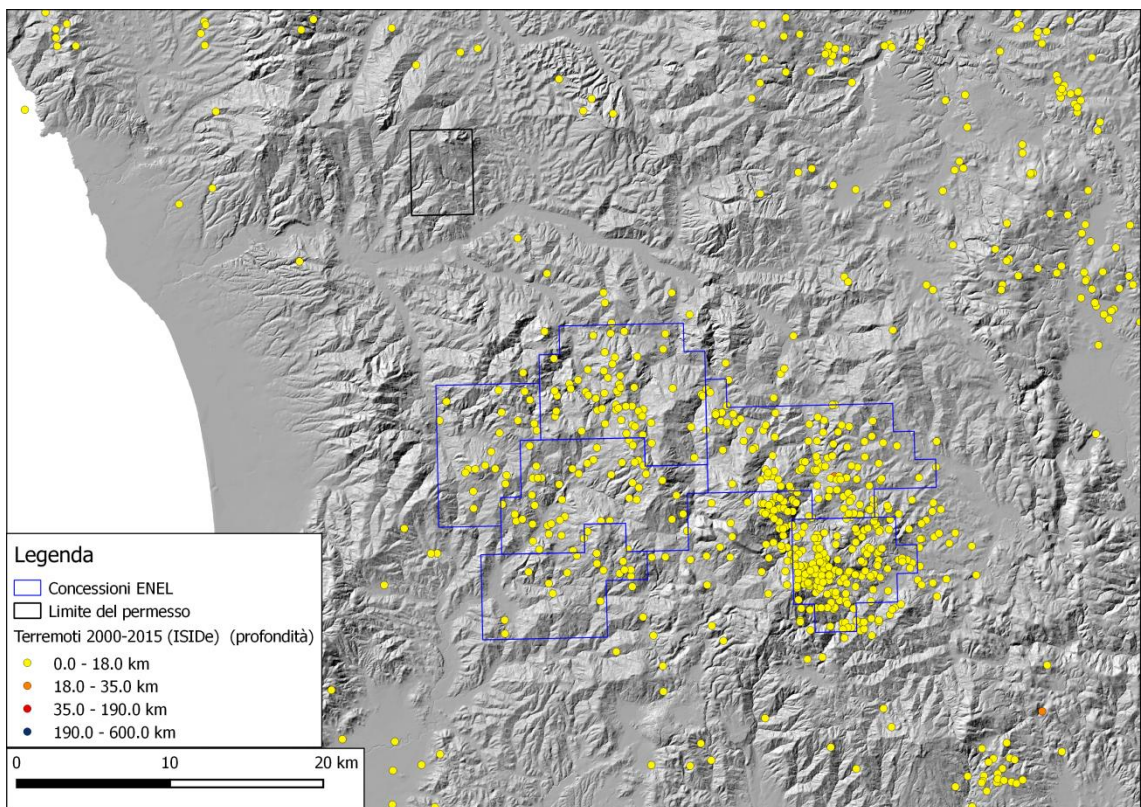 Legenda
Concessioni ENEL
Limite del permesso
Terremoti 2000-2015 (ISIDe) (profondità)
0.0 - 18.0 km
18.0 - 35.0 km
35.0 - 190.0 km
190.0 - 600.0 km
0 10 20 km